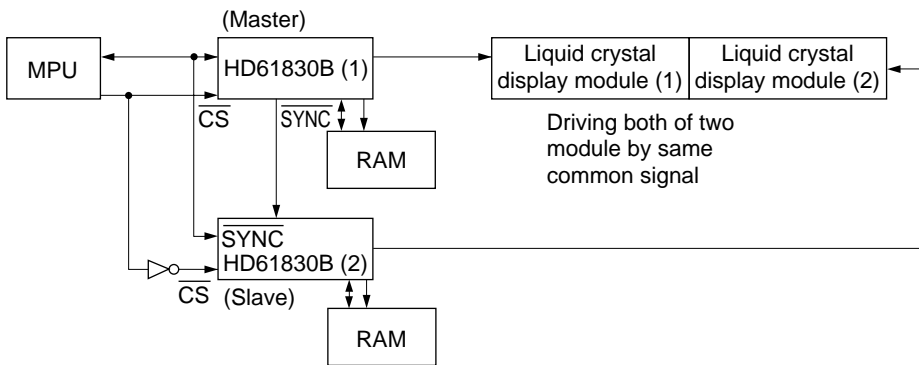 (Master)
MPU
HD61830B (1)
Liquid crystal
display module (1)
Liquid crystal
display module (2)
CS
SYNC
RAM
Driving both of two
module by same
common signal
SYNC
HD61830B (2)
CS
(Slave)
RAM